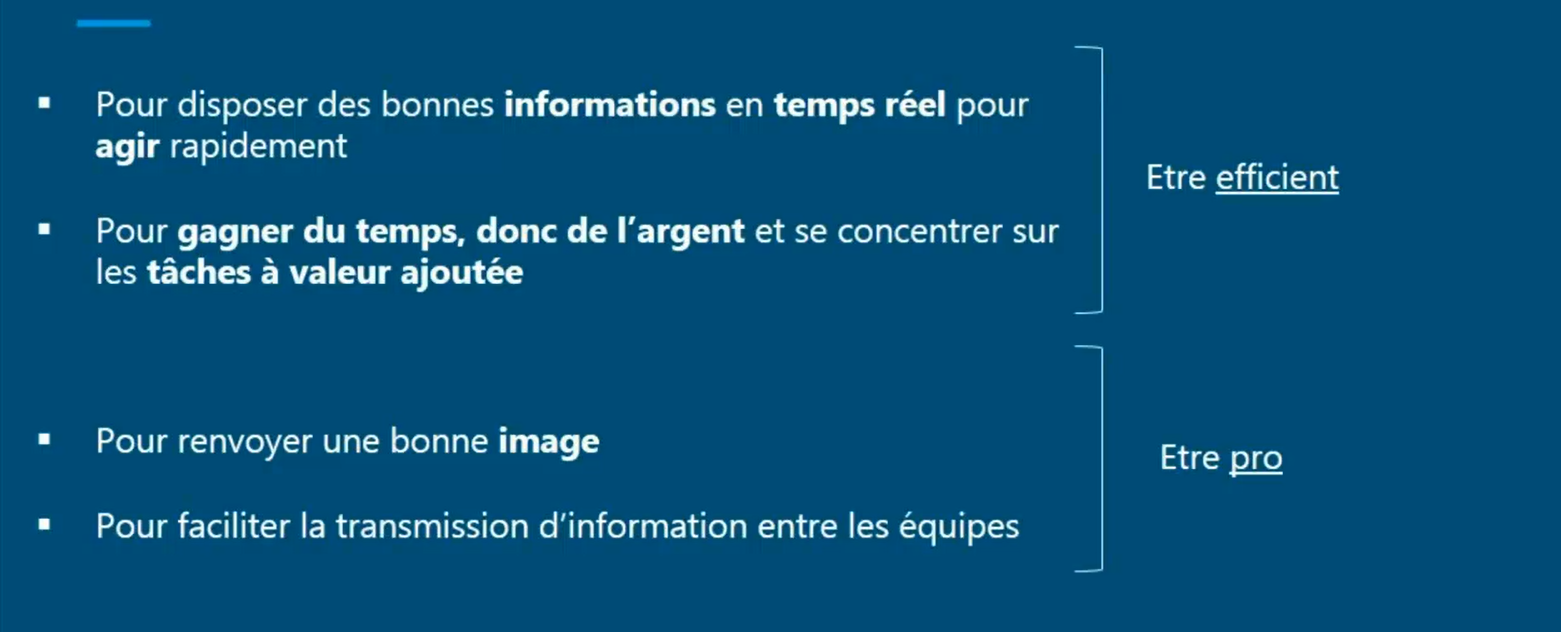 Pour disposer des bonnes informations en temps réel pour
agir rapidement
Pour gagner du temps, donc de l'argent et se concentrer sur
les tâches à valeur ajoutée
Etre efficient
Pour renvoyer une bonne image
Pour faciliter la transmission d'information entre les équipes
Etre pro